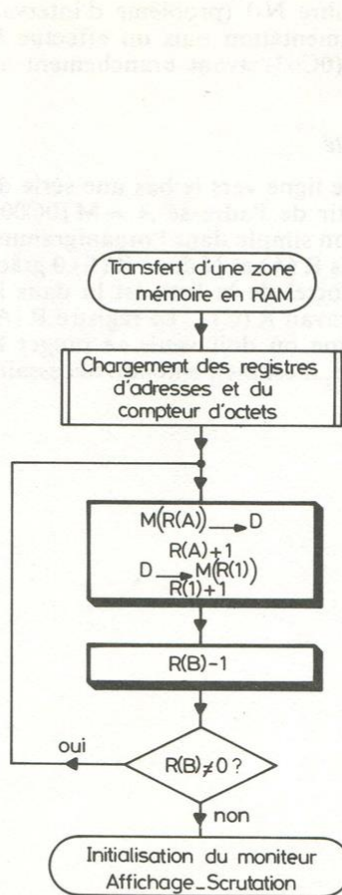 Transfert d'une zone
mémoire en RAM
Chargement des registres
d'adresses et du
compteur d'octets
M(R(A)) → D
R(A)+1
D → M(R(1))
R(1)+1
R(B)-1
oui
R(B)≠0 ?
non
Initialisation du moniteur
Affichage_Scrutation